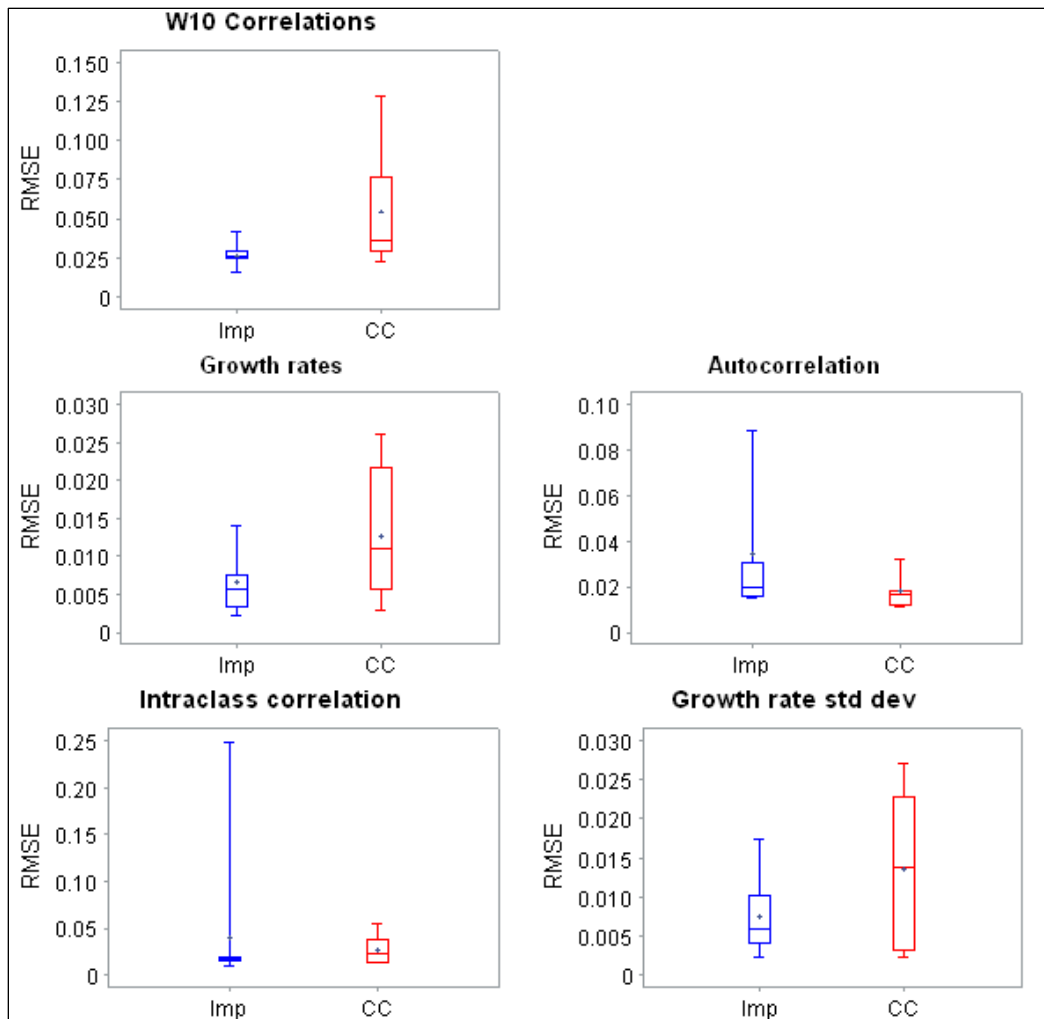 W10 Correlations
0.150
0.125
0.100
0.075
0.050
0.025
0
RMSE
Imp CC
Growth rates
0.030
0.025
0.020
0.015
0.010
0.005
0
RMSE
Imp CC
Autocorrelation
0.10
0.08
0.06
0.04
0.02
0
RMSE
Imp CC
Intraclass correlation
0.25
0.20
0.15
0.10
0.05
0
RMSE
Imp CC
Growth rate std dev
0.030
0.025
0.020
0.015
0.010
0.005
0
RMSE
Imp CC